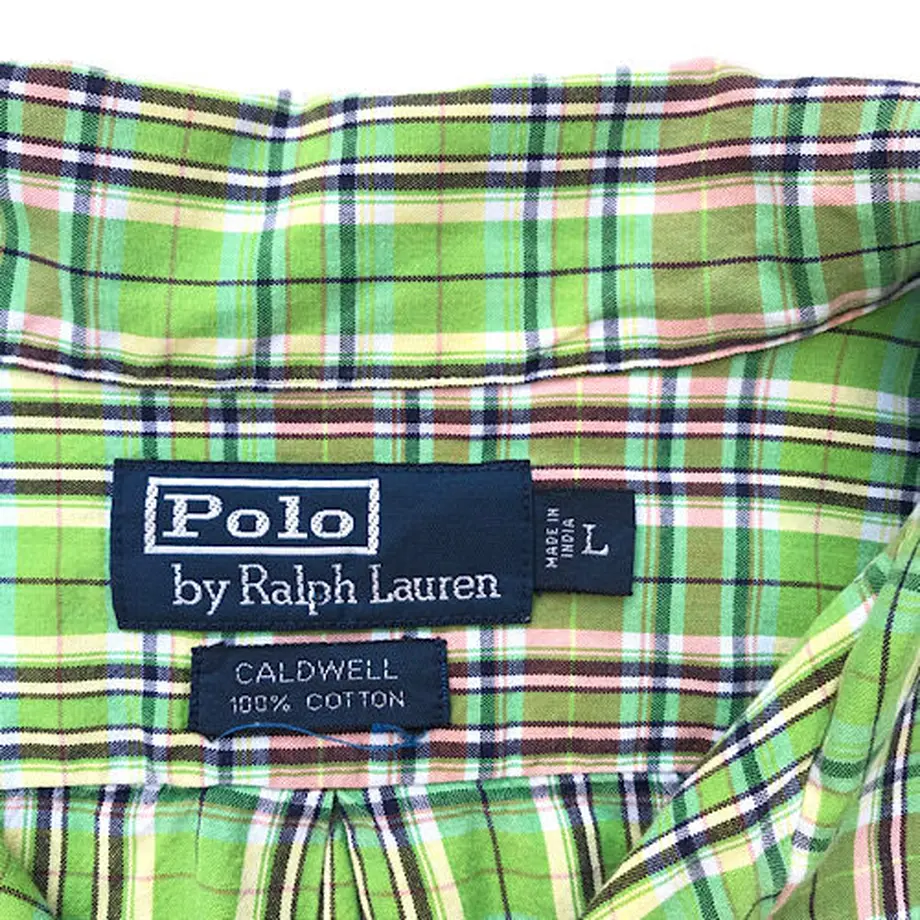 Polo
by Ralph Lauren
MADE IN
INDIA
L
CALDWELL
100% COTTON